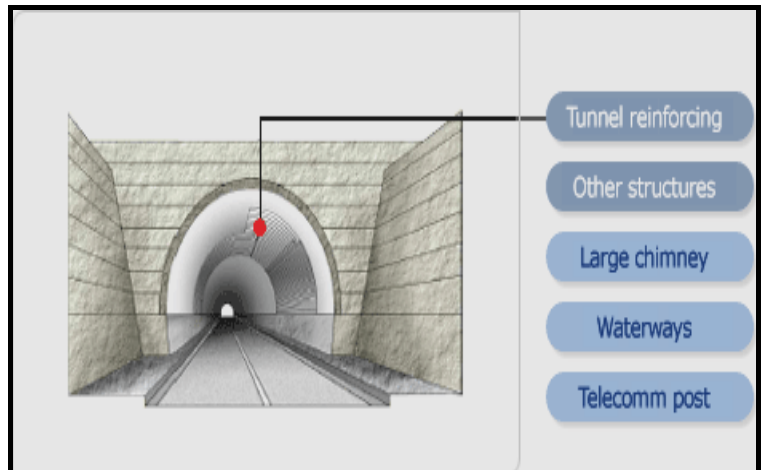 Tunnel reinforcing
Other structures
Large chimney
Waterways
Telecomm post